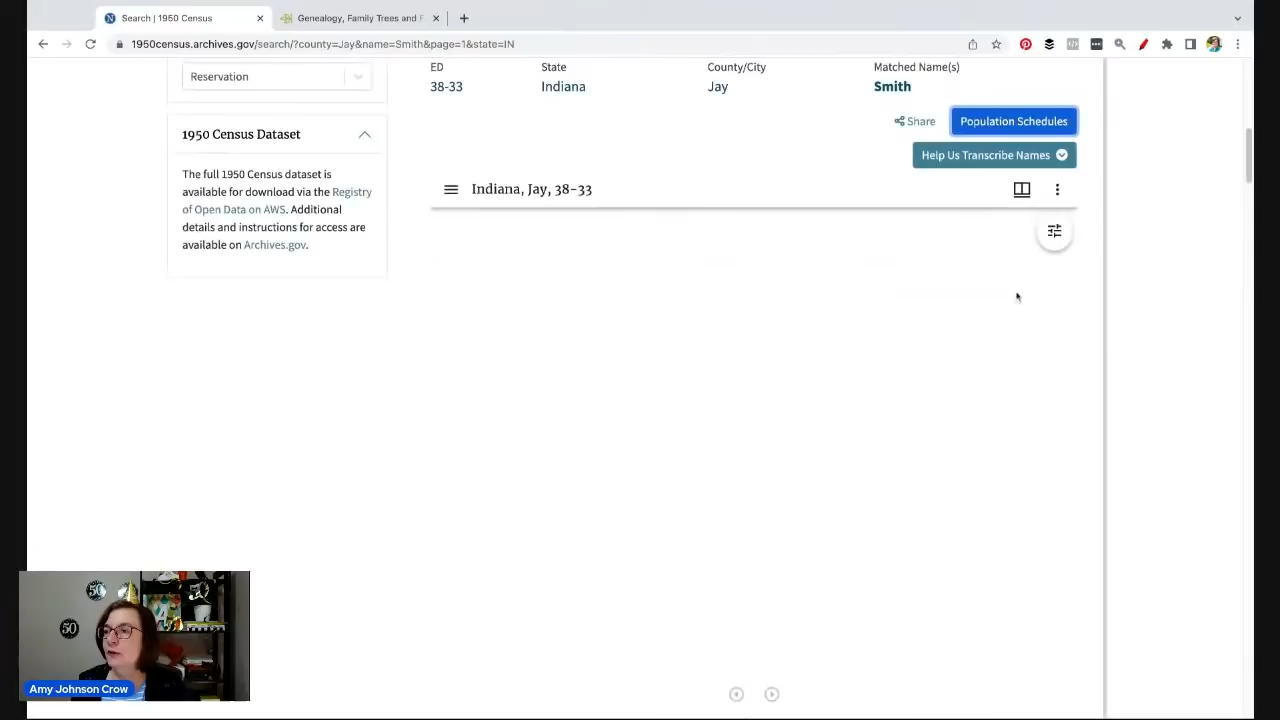 Search | 1950 Census
Genealogy, Family Trees and F
1950census.archives.gov/search/?county=Jay&name=Smith&page=1&state=IN
Reservation
1950 Census Dataset
The full 1950 Census dataset is
available for download via the Registry
of Open Data on AWS. Additional
details and instructions for access are
available on Archives.gov.
ED
State
County/City
Matched Name(s)
38-33
Indiana
Jay
Smith
Share
Population Schedules
Help Us Transcribe Names
Indiana, Jay, 38-33
50
50
Amy Johnson Crow